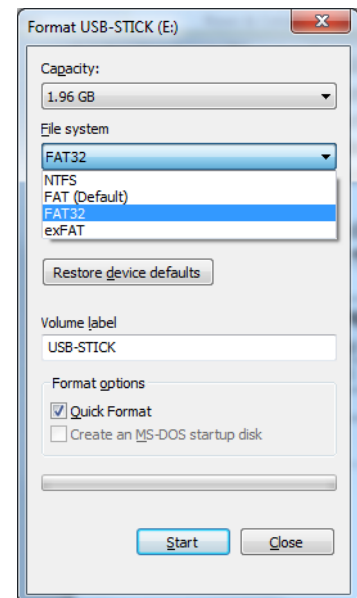 Format USB-STICK (E:)
Capacity:
1.96 GB
File system
FAT32
NTFS
FAT (Default)
FAT32
exFAT
Restore device defaults
Volume label
USB-STICK
Format options
Quick Format
Create an MS-DOS startup disk
Start
Close